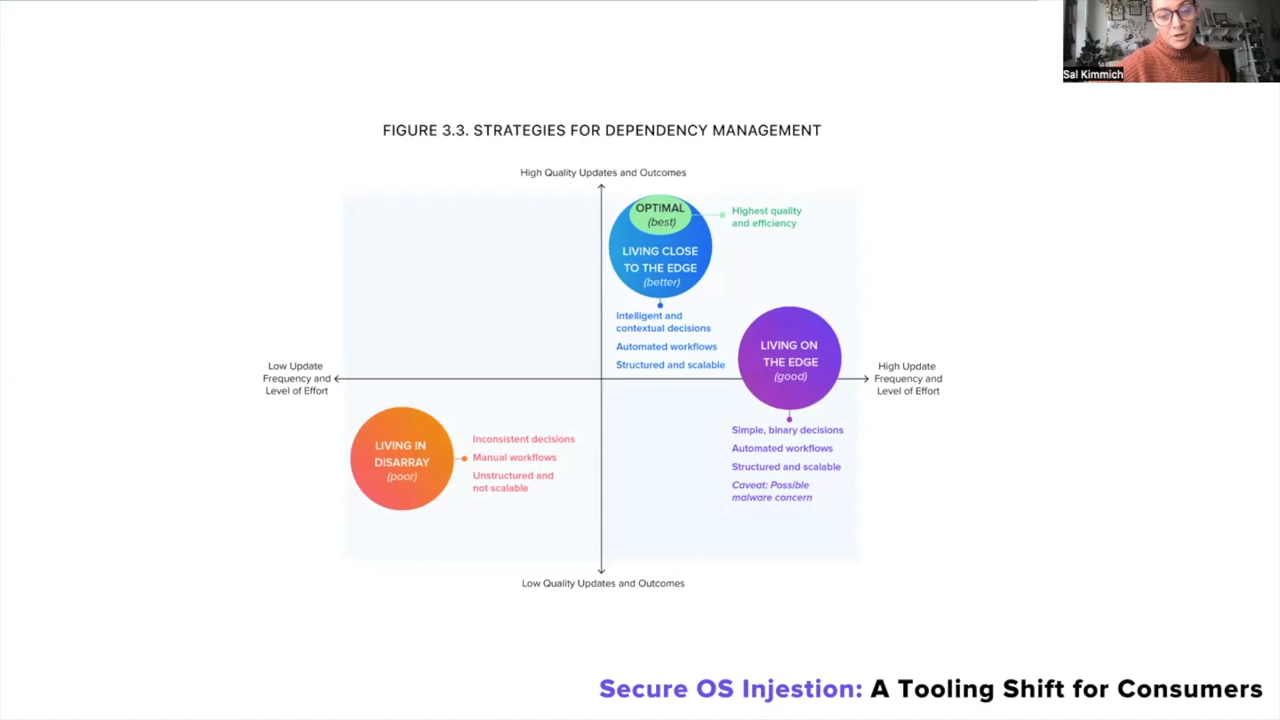 Sal Kimmich
FIGURE 3.3. STRATEGIES FOR DEPENDENCY MANAGEMENT
High Quality Updates and Outcomes
OPTIMAL
(best)
Highest quality
and efficiency
LIVING CLOSE
TO THE EDGE
(better)
Intelligent and
contextual decisions
Automated workflows
Structured and scalable
LIVING ON
THE EDGE
(good)
Low Update
Frequency and
Level of Effort
High Update
Frequency and
Level of Effort
LIVING IN
DISARRAY
(poor)
Inconsistent decisions
Manual workflows
Unstructured and
not scalable
Simple, binary decisions
Automated workflows
Structured and scalable
Caveat: Possible
malware concern
Low Quality Updates and Outcomes
Secure OS Injestion: A Tooling Shift for Consumers